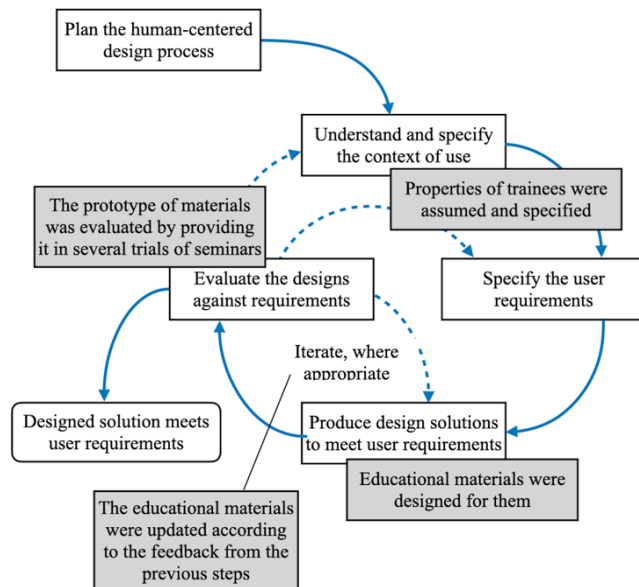 Plan the human-centered
design process
Understand and specify
the context of use
Properties of trainees were
assumed and specified
The prototype of materials
was evaluated by providing
it in several trials of seminars
Evaluate the designs
against requirements
Specify the user
requirements
Iterate, where
appropriate
Designed solution meets
user requirements
Produce design solutions
to meet user requirements
Educational materials were
designed for them
The educational materials
were updated according
to the feedback from the
previous steps